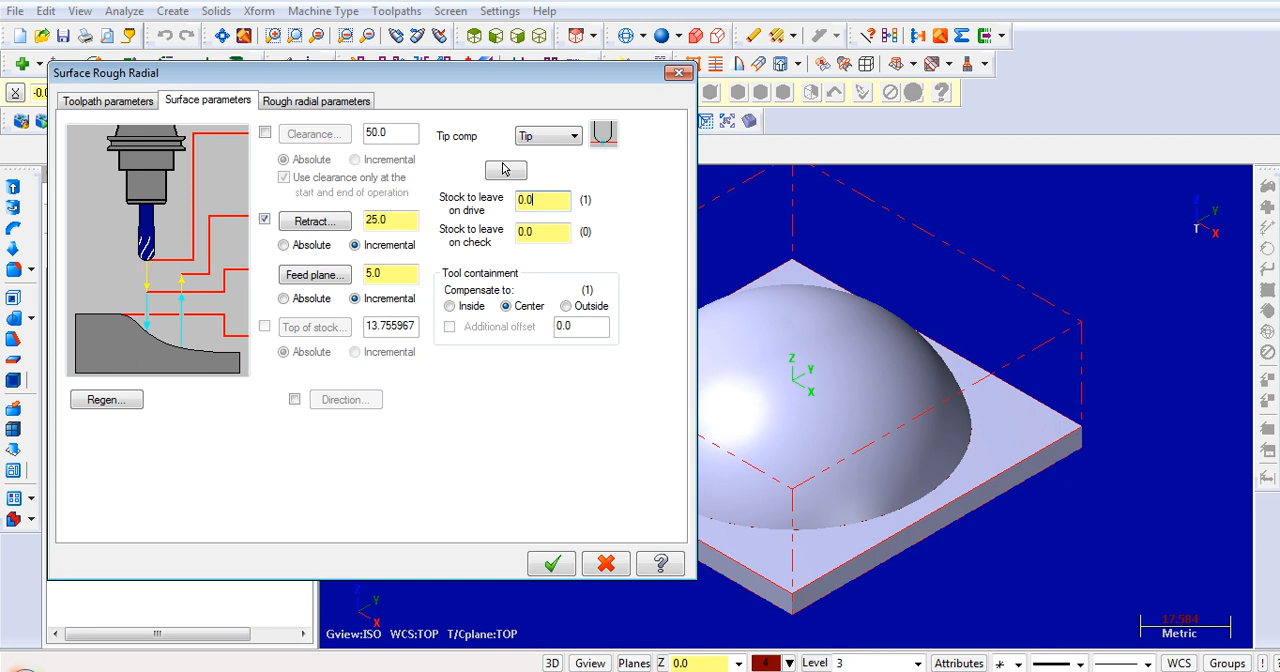 File Edit View Analyze Create Solids Xform Machine Type Toolpaths Screen Settings Help
Surface Rough Radial
Toolpath parameters Surface parameters Rough radial parameters
Clearance... 50.0
Absolute Incremental
Use clearance only at the
start and end of operation
Retract... 25.0
Absolute Incremental
Feed plane... 5.0
Absolute Incremental
Top of stock... 13.755967
Absolute Incremental
Regen...
Direction...
Tip comp Tip
Stock to leave
on drive 0.0 (1)
Stock to leave
on check 0.0 (0)
Tool containment
Compensate to: (1)
Inside Center Outside
Additional offset 0.0
Z
Y
X
Z
Y
T X
Z
Y
X
Gview:ISO WCS:TOP T/Cplane:TOP
17.584
Metric
3D Gview Planes Z 0.0 4 Level 3 Attributes WCS Groups